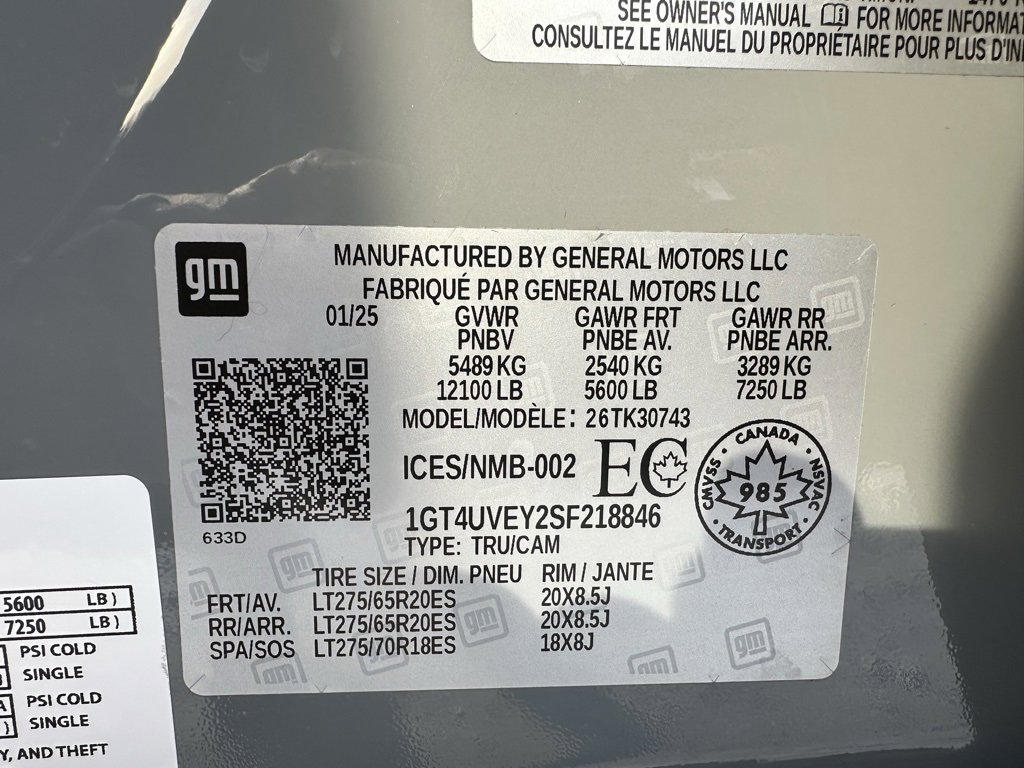 SEE OWNER'S MANUAL FOR MORE
CONSULTEZ LE MANUEL DU PROPRIÉTAIRE POUR PLUS
gm
MANUFACTURED BY GENERAL MOTORS LLC
FABRIQUÉ PAR GENERAL MOTORS LLC
01/25 GVWR GAWR FRT GAWR RR
PNBV PNBE AV. PNBE ARR.
5489 KG 2540 KG 3289 KG
12100 LB 5600 LB 7250 LB
MODEL/MODÈLE: 26TK30743
ICES/NMB-002 EC
CANADA
CMVSS 985 NSVAC
TRANSPORT
1GT4UVEY2SF218846
633D
TYPE: TRU/CAM
TIRE SIZE / DIM. PNEU RIM / JANTE
FRT/AV. LT275/65R20ES 20X8.5J
RR/ARR. LT275/65R20ES 20X8.5J
SPA/SOS LT275/70R18ES 18X8J
5600 LB)
7250 LB)
PSI COLD
SINGLE
PSI COLD
SINGLE
Y, AND THEFT